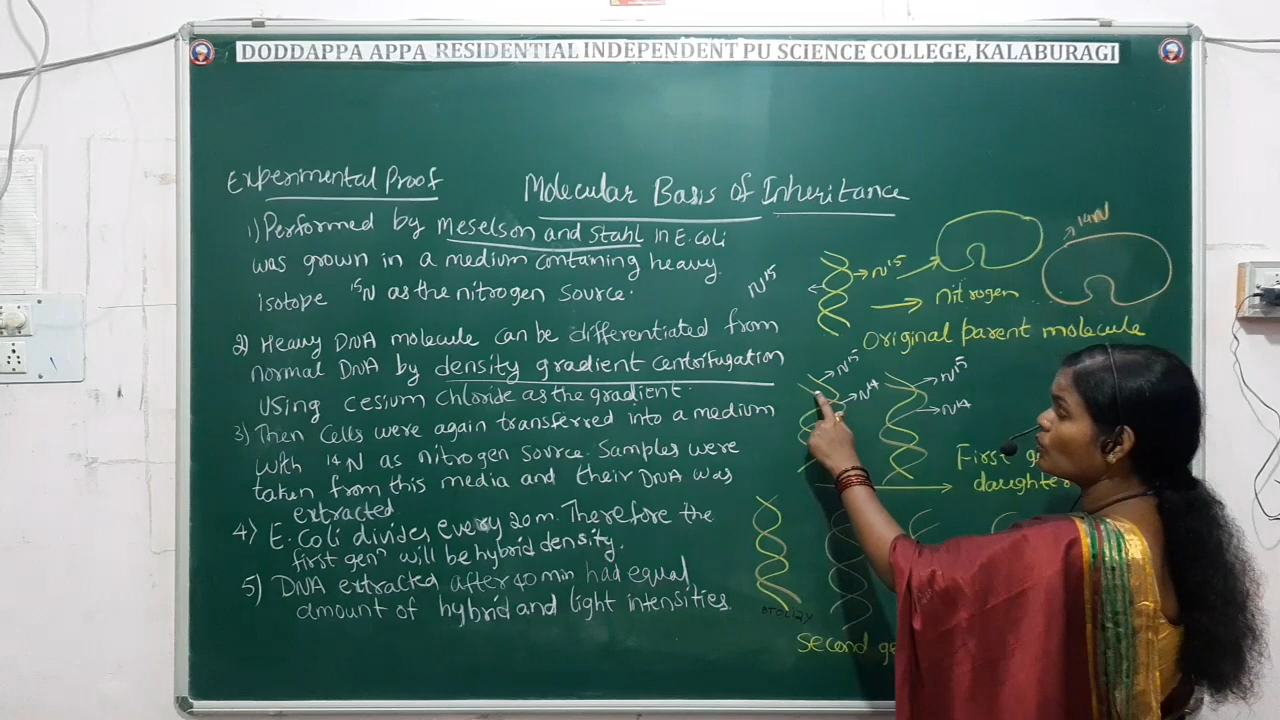 DODDAPPA APPA RESIDENTIAL INDEPENDENT PU SCIENCE COLLEGE, KALABURAGI
Experimental Proof
Molecular Basis of Inheritance
1) Performed by Meselson and Stahl in E.coli
was grown in a medium containing heavy
isotope ¹⁵N as the nitrogen source.
2) Heavy DNA molecule can be differentiated from
normal DNA by density gradient centrifugation
using cesium chloride as the gradient.
3) Then cells were again transferred into a medium
with ¹⁴N as nitrogen source. Samples were
taken from this media and their DNA was
extracted
4) E.Coli divides every 20m. Therefore the
first genⁿ will be hybrid density.
5) DNA extracted after 40 min had equal
amount of hybrid and light intensities.
N¹⁵
N¹⁵
14N
Nitrogen
Original parent molecule
N¹⁵
N¹⁴
N¹⁵
N¹⁴
First
daughter
Second